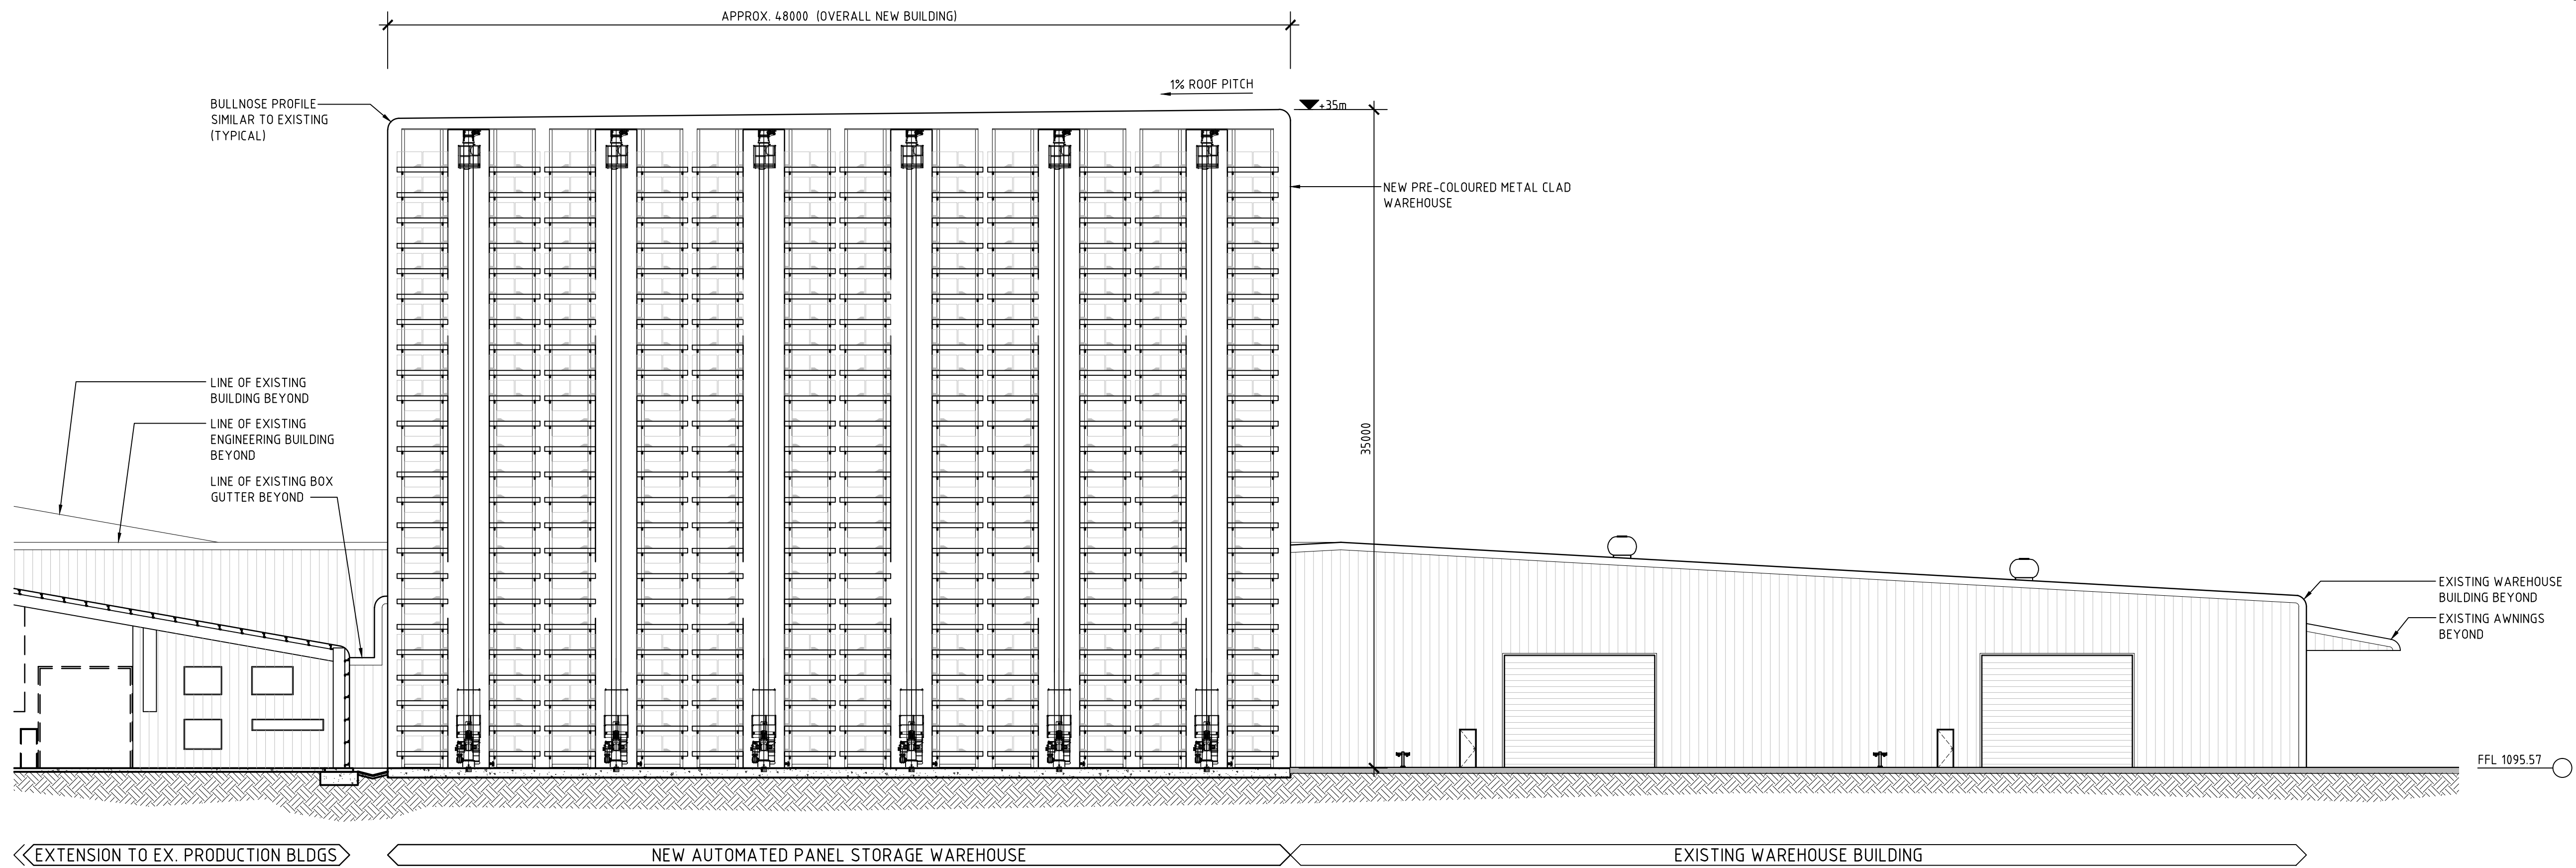 APPROX. 48000 (OVERALL NEW BUILDING)
1% ROOF PITCH
BULLNOSE PROFILE
SIMILAR TO EXISTING
(TYPICAL)
+35m
NEW PRE-COLOURED METAL CLAD
WAREHOUSE
LINE OF EXISTING
BUILDING BEYOND
LINE OF EXISTING
ENGINEERING BUILDING
BEYOND
35000
LINE OF EXISTING BOX
GUTTER BEYOND
EXISTING WAREHOUSE
BUILDING BEYOND
EXISTING AWNINGS
BEYOND
FFL 1095.57
EXTENSION TO EX. PRODUCTION BLDGS
NEW AUTOMATED PANEL STORAGE WAREHOUSE
EXISTING WAREHOUSE BUILDING